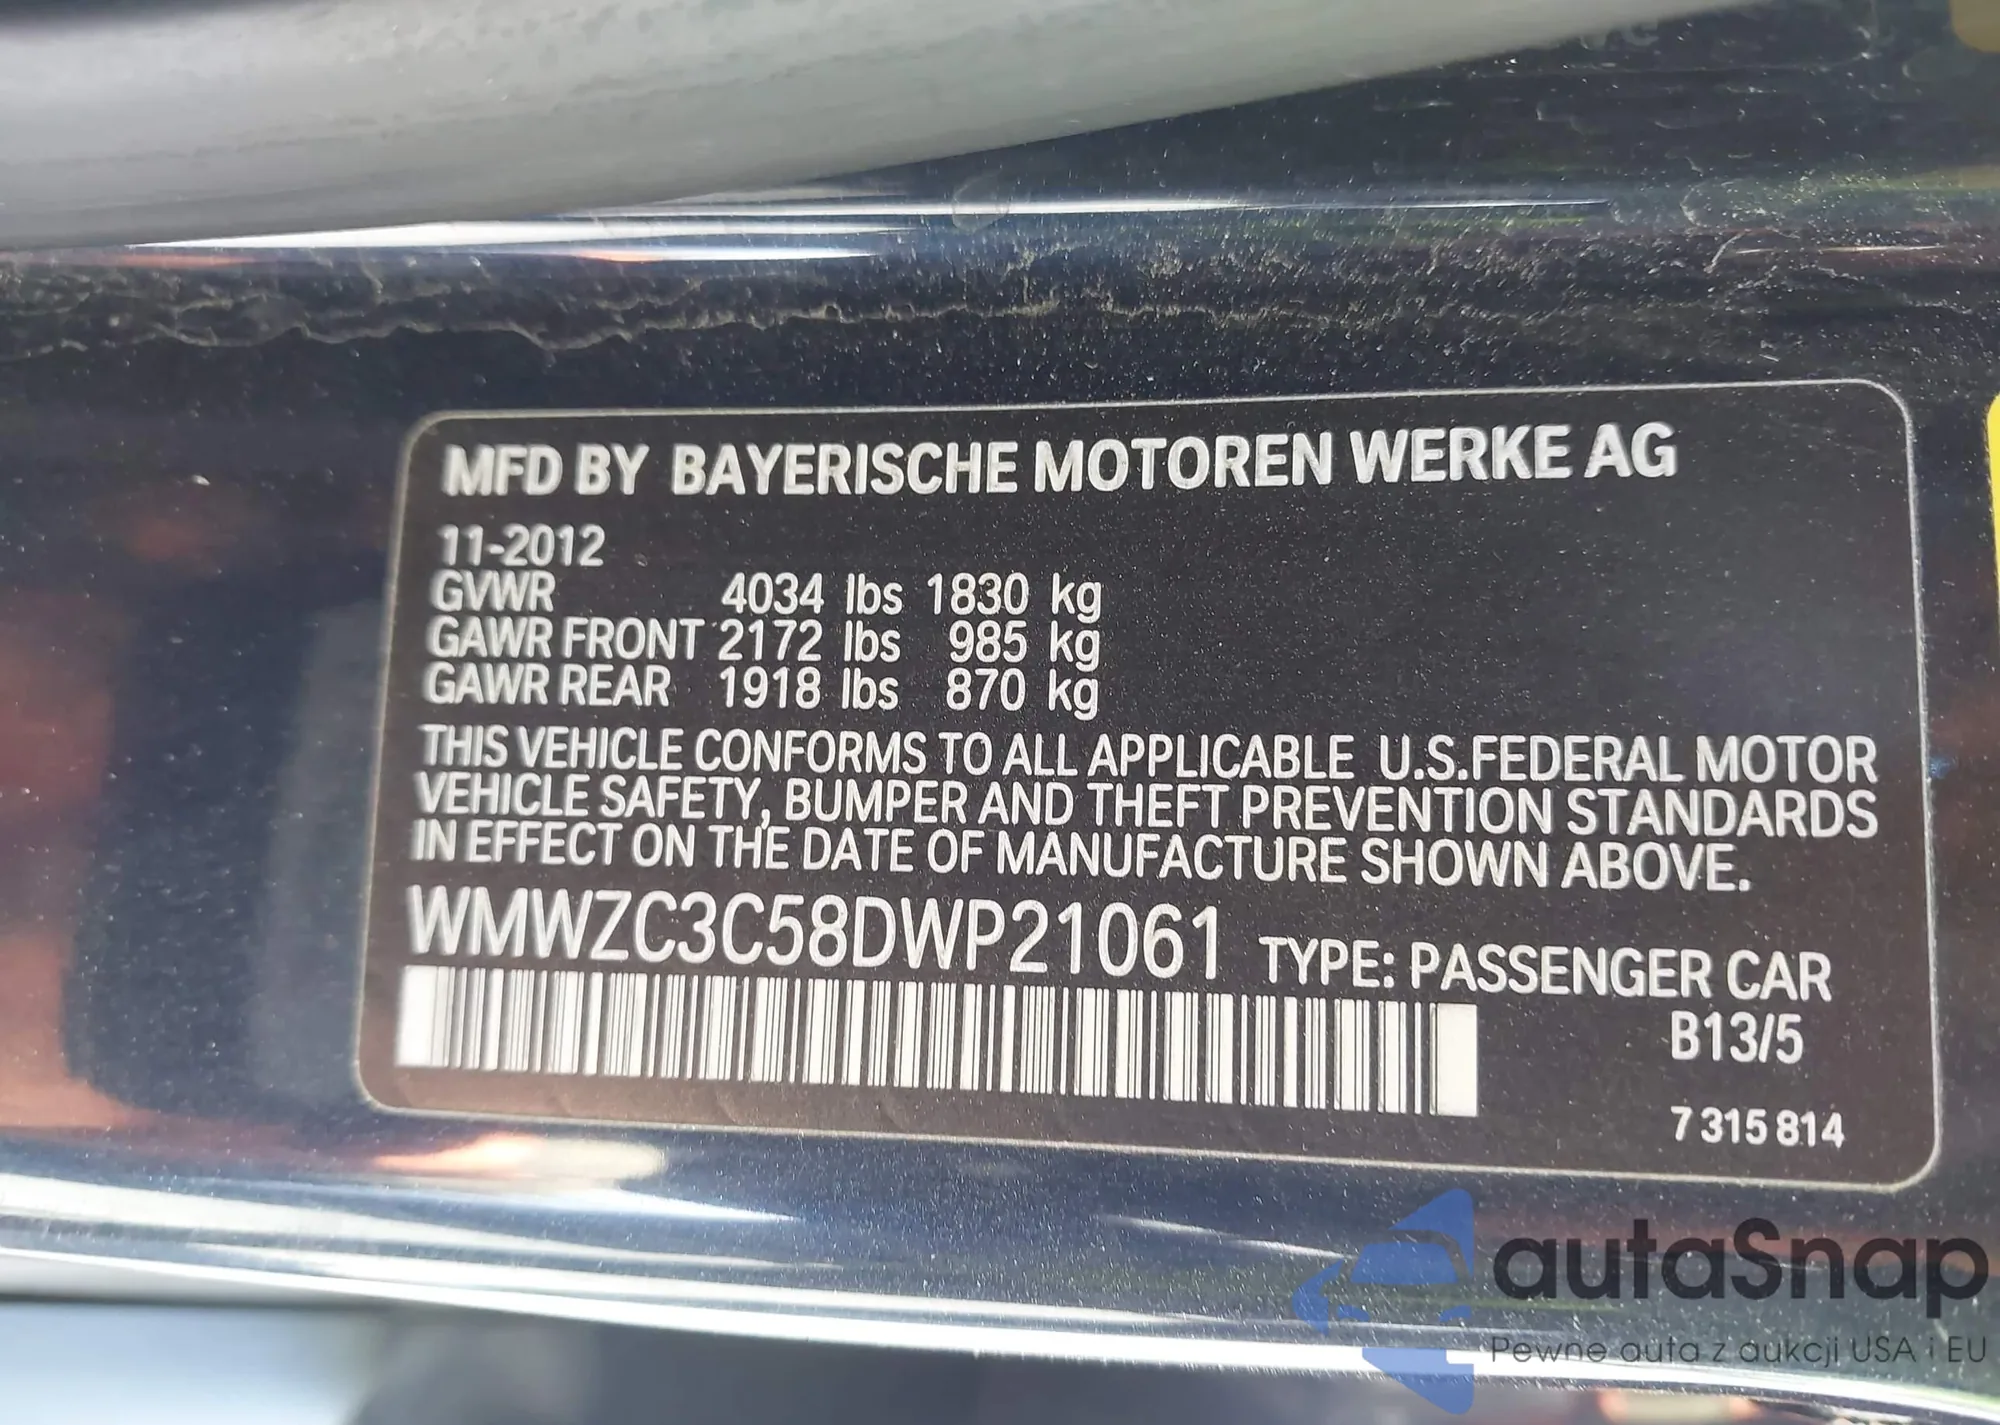 MFD BY BAYERISCHE MOTOREN WERKE AG
11-2012
GVWR 4034 lbs 1830 kg
GAWR FRONT 2172 lbs 985 kg
GAWR REAR 1918 lbs 870 kg
THIS VEHICLE CONFORMS TO ALL APPLICABLE U.S.FEDERAL MOTOR
VEHICLE SAFETY, BUMPER AND THEFT PREVENTION STANDARDS
IN EFFECT ON THE DATE OF MANUFACTURE SHOWN ABOVE.
WMWZC3C58DWP21061 TYPE: PASSENGER CAR
B13/5
7 315 814
autaSnap
Pewne auta z aukcji USA i EU